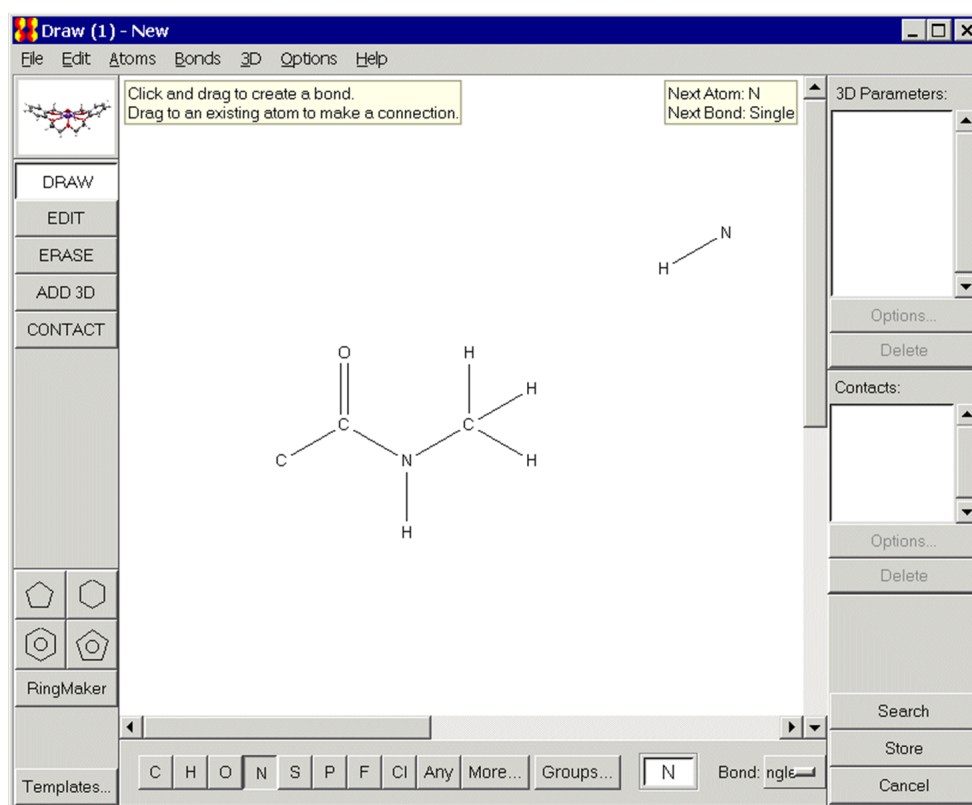 Draw (1) - New
File Edit Atoms Bonds 3D Options Help
Click and drag to create a bond.
Drag to an existing atom to make a connection.
Next Atom: N
Next Bond: Single
3D Parameters:
DRAW
EDIT
ERASE
ADD 3D
CONTACT
N
H
Options...
Delete
O
H
H
C
C
C
N
H
H
Contacts:
Options...
Delete
RingMaker
Templates...
C H O N S P F Cl Any More... Groups... N Bond: ngle
Search
Store
Cancel